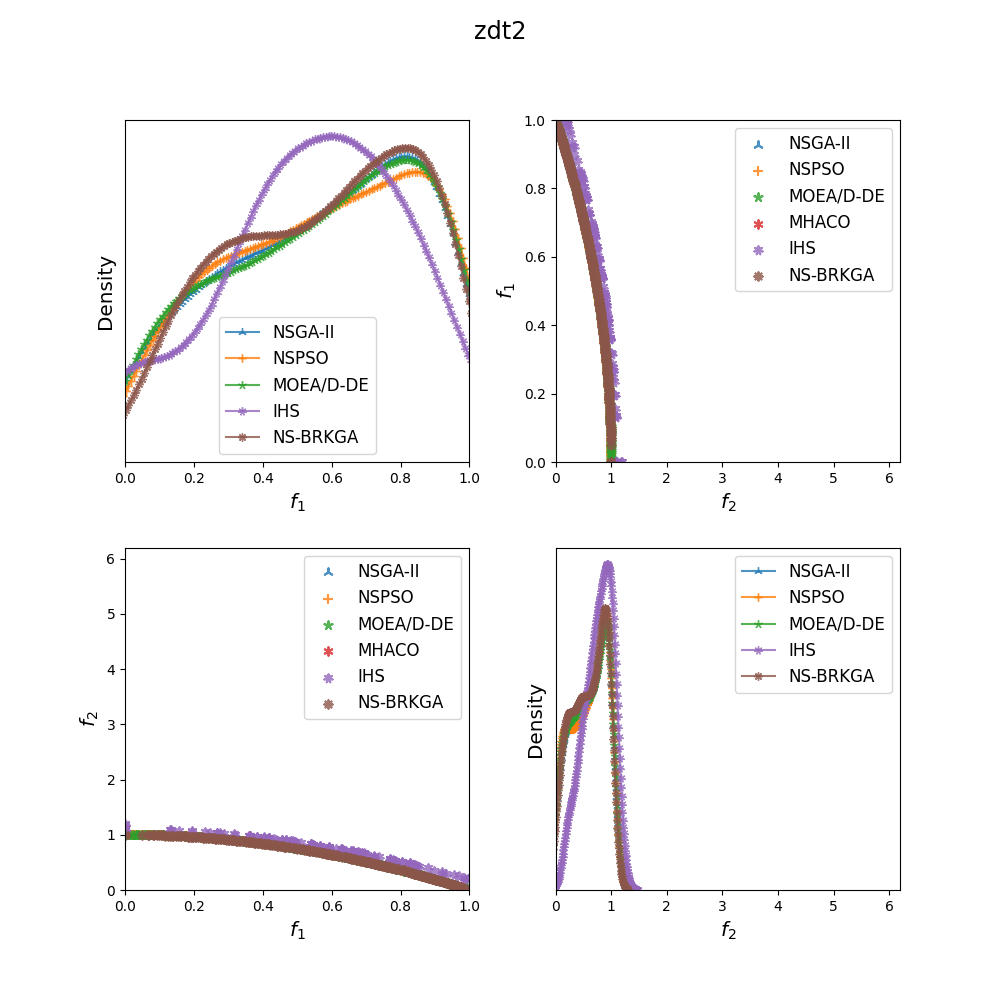 zdt2
Density
NSGA-II
NSPSO
MOEA/D-DE
IHS
NS-BRKGA
0.0 0.2 0.4 0.6 0.8 1.0
f1
f1
1.0
0.8
0.6
0.4
0.2
0.0
NSGA-II
NSPSO
MOEA/D-DE
MHACO
IHS
NS-BRKGA
0 1 2 3 4 5 6
f2
f2
6
5
4
3
2
1
0
NSGA-II
NSPSO
MOEA/D-DE
MHACO
IHS
NS-BRKGA
0.0 0.2 0.4 0.6 0.8 1.0
f1
Density
NSGA-II
NSPSO
MOEA/D-DE
IHS
NS-BRKGA
0 1 2 3 4 5 6
f2